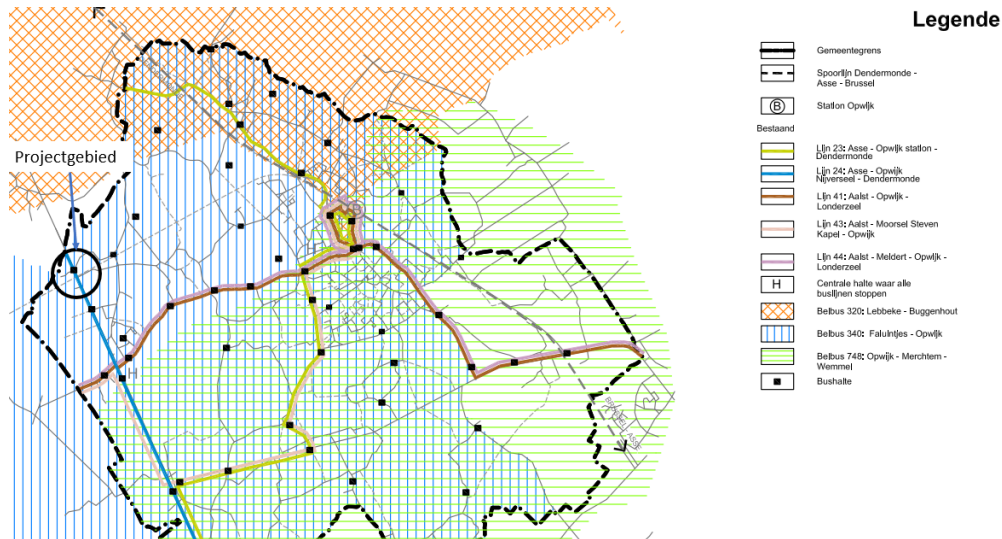 Legende
Gemeentegrens
Spoorlijn Dendermonde -
Asse - Brussel
B
Station Opwijk
Bestaand
Lijn 23: Asse - Opwijk station -
Dendermonde
Lijn 24: Asse - Opwijk
Nijverseel - Dendermonde
Lijn 41: Aalst - Opwijk -
Londerzeel
Lijn 43: Aalst - Moorsel Steven
Kapel - Opwijk
Lijn 44: Aalst - Meldert - Opwijk -
Londerzeel
H
Centrale halte waar alle
buslijnen stoppen
Belbus 320: Lebbeke - Buggenhout
Belbus 340: Faluintjes - Opwijk
Belbus 748: Opwijk - Merchtem -
Wemmel
Bushalte
Projectgebied
B
H
H